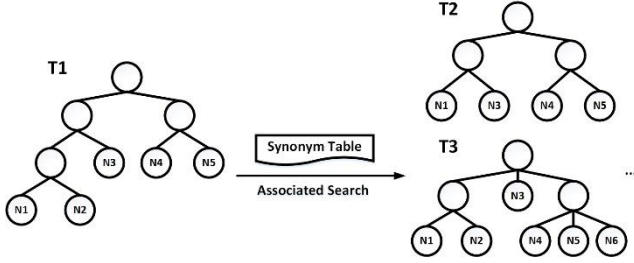 T1
N3 N4 N5
N1 N2
Synonym Table
Associated Search
T2
N1 N3 N4 N5
T3
N3
N1 N2 N4 N5 N6
...